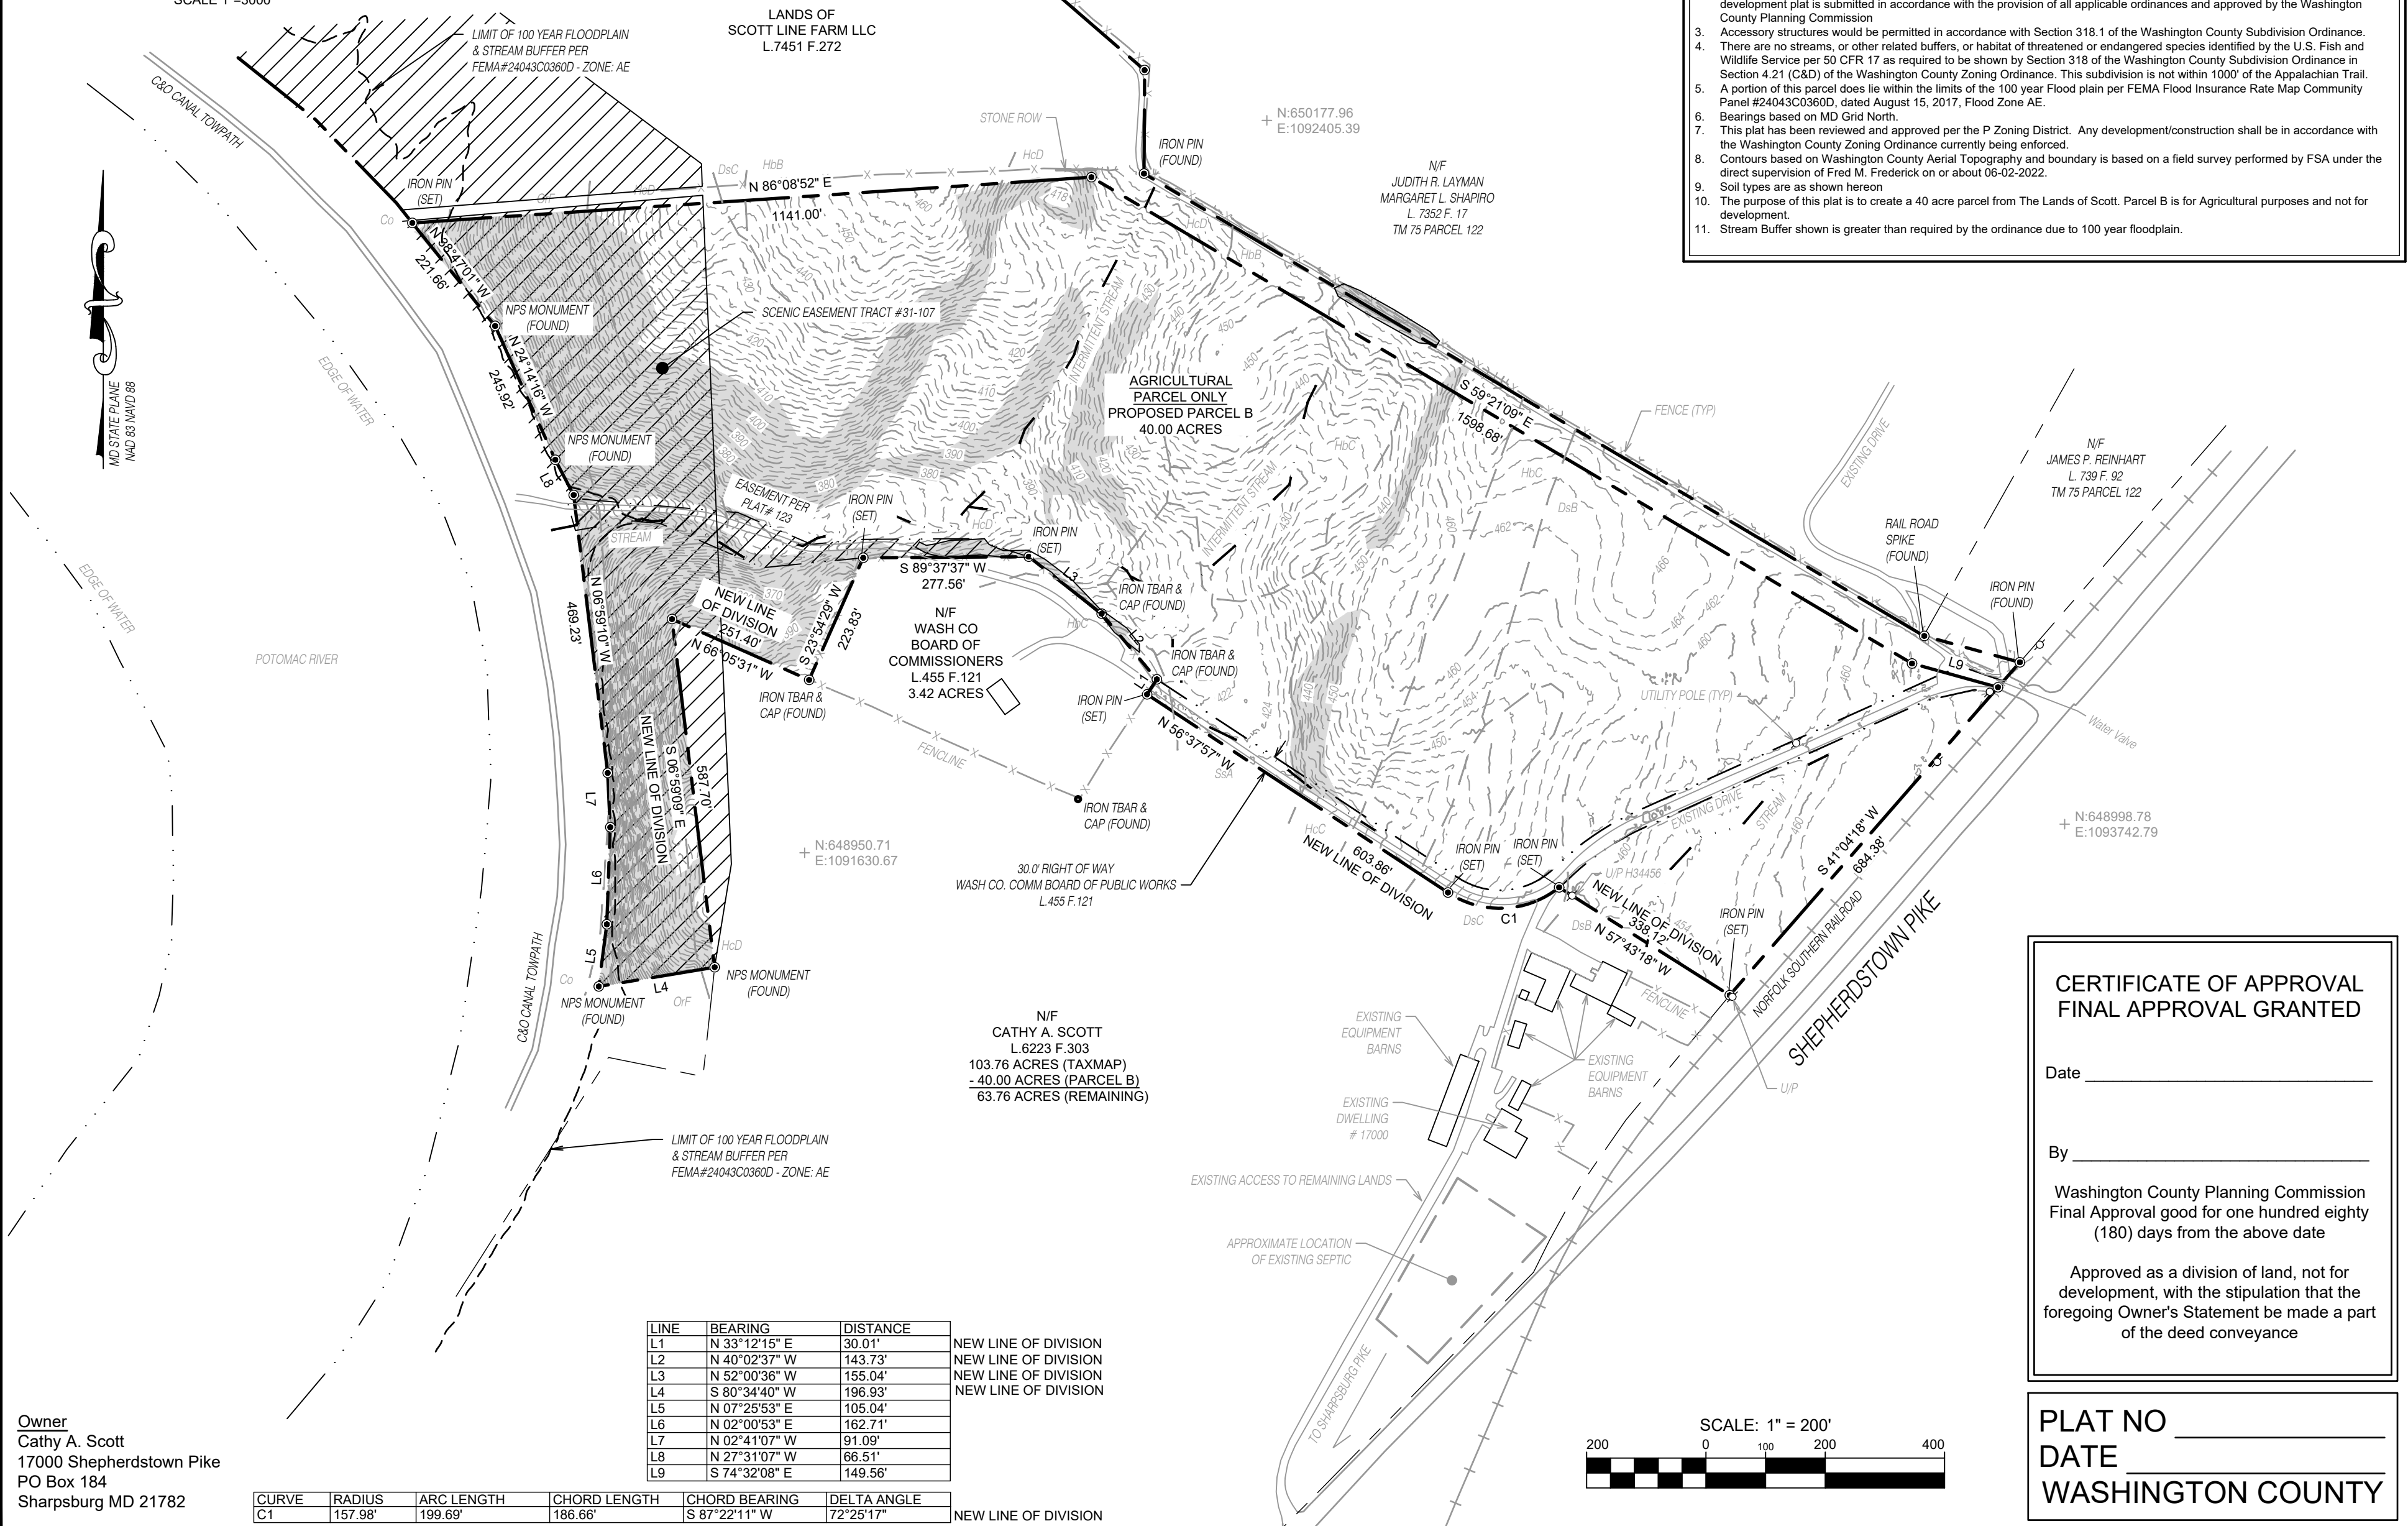 SCALE 1"=3000'
LIMIT OF 100 YEAR FLOODPLAIN
& STREAM BUFFER PER
FEMA#24043C0360D - ZONE: AE
LANDS OF
SCOTT LINE FARM LLC
L.7451 F.272
development plat is submitted in accordance with the provision of all applicable ordinances and approved by the Washington
County Planning Commission
3. Accessory structures would be permitted in accordance with Section 318.1 of the Washington County Subdivision Ordinance.
4. There are no streams, or other related buffers, or habitat of threatened or endangered species identified by the U.S. Fish and
Wildlife Service per 50 CFR 17 as required to be shown by Section 318 of the Washington County Subdivision Ordinance in
Section 4.21 (C&D) of the Washington County Zoning Ordinance. This subdivision is not within 1000' of the Appalachian Trail.
5. A portion of this parcel does lie within the limits of the 100 year Flood plain per FEMA Flood Insurance Rate Map Community
Panel #24043C0360D, dated August 15, 2017, Flood Zone AE.
6. Bearings based on MD Grid North.
7. This plat has been reviewed and approved per the P Zoning District. Any development/construction shall be in accordance with
the Washington County Zoning Ordinance currently being enforced.
8. Contours based on Washington County Aerial Topography and boundary is based on a field survey performed by FSA under the
direct supervision of Fred M. Frederick on or about 06-02-2022.
9. Soil types are as shown hereon
10. The purpose of this plat is to create a 40 acre parcel from The Lands of Scott. Parcel B is for Agricultural purposes and not for
development.
11. Stream Buffer shown is greater than required by the ordinance due to 100 year floodplain.
C&O CANAL TOWPATH
STONE ROW
N:650177.96
E:1092405.39
IRON PIN
(FOUND)
N/F
JUDITH R. LAYMAN
MARGARET L. SHAPIRO
L. 7352 F. 17
TM 75 PARCEL 122
IRON PIN
(SET)
Co
OrF
HcD
DsC
HbB
HcD
N 86°08'52" E
1141.00'
MD STATE PLANE
NAD 83 NAVD 88
N 38°47'01" W
221.66'
NPS MONUMENT
(FOUND)
N 24°14'16" W
245.92'
NPS MONUMENT
(FOUND)
L8
SCENIC EASEMENT TRACT #31-107
EDGE OF WATER
EDGE OF WATER
POTOMAC RIVER
INTERMITTENT STREAM
HcD
HbB
AGRICULTURAL
PARCEL ONLY
PROPOSED PARCEL B
40.00 ACRES
S 59°21'09" E
1598.68'
FENCE (TYP)
EXISTING DRIVE
N/F
JAMES P. REINHART
L. 739 F. 92
TM 75 PARCEL 122
HbC
HbC
DsB
INTERMITTENT STREAM
EASEMENT PER
PLAT# 123
IRON PIN
(SET)
HcD
IRON PIN
(SET)
STREAM
S 89°37'37" W
277.56'
L3
IRON TBAR &
CAP (FOUND)
HbC
L2
IRON TBAR &
CAP (FOUND)
L1
IRON PIN
(SET)
RAIL ROAD
SPIKE
(FOUND)
IRON PIN
(FOUND)
L9
N 06°59'10" W
469.23'
NEW LINE
OF DIVISION
251.40'
N 66°05'31" W
S 23°54'29" W
223.83'
N/F
WASH CO
BOARD OF
COMMISSIONERS
L.455 F.121
3.42 ACRES
IRON TBAR &
CAP (FOUND)
FENCLINE
IRON TBAR &
CAP (FOUND)
N 56°37'57" W
SsA
UTILITY POLE (TYP)
Water Valve
NEW LINE OF DIVISION
S 06°59'09" E
587.70'
L7
L6
L5
L4
N:648950.71
E:1091630.67
30.0' RIGHT OF WAY
WASH CO. COMM BOARD OF PUBLIC WORKS
L.455 F.121
HcC
603.86'
NEW LINE OF DIVISION
IRON PIN
(SET)
IRON PIN
(SET)
DsC
C1
U/P H34456
DsB
NEW LINE OF DIVISION
338.12'
N 57°43'18" W
IRON PIN
(SET)
EXISTING DRIVE
STREAM
S 41°04'18" W
684.38'
NORFOLK SOUTHERN RAILROAD
SHEPHERDSTOWN PIKE
N:648998.78
E:1093742.79
C&O CANAL TOWPATH
Co
NPS MONUMENT
(FOUND)
OrF
HcD
NPS MONUMENT
(FOUND)
N/F
CATHY A. SCOTT
L.6223 F.303
103.76 ACRES (TAXMAP)
- 40.00 ACRES (PARCEL B)
63.76 ACRES (REMAINING)
EXISTING
EQUIPMENT
BARNS
FENCLINE
EXISTING
EQUIPMENT
BARNS
U/P
EXISTING
DWELLING
# 17000
LIMIT OF 100 YEAR FLOODPLAIN
& STREAM BUFFER PER
FEMA#24043C0360D - ZONE: AE
EXISTING ACCESS TO REMAINING LANDS
APPROXIMATE LOCATION
OF EXISTING SEPTIC
TO SHARPSBURG PIKE
CERTIFICATE OF APPROVAL
FINAL APPROVAL GRANTED
Date
By
Washington County Planning Commission
Final Approval good for one hundred eighty
(180) days from the above date
Approved as a division of land, not for
development, with the stipulation that the
foregoing Owner's Statement be made a part
of the deed conveyance
LINE BEARING DISTANCE
L1 N 33°12'15" E 30.01' NEW LINE OF DIVISION
L2 N 40°02'37" W 143.73' NEW LINE OF DIVISION
L3 N 52°00'36" W 155.04' NEW LINE OF DIVISION
L4 S 80°34'40" W 196.93' NEW LINE OF DIVISION
L5 N 07°25'53" E 105.04'
L6 N 02°00'53" E 162.71'
L7 N 02°41'07" W 91.09'
L8 N 27°31'07" W 66.51'
L9 S 74°32'08" E 149.56'
CURVE RADIUS ARC LENGTH CHORD LENGTH CHORD BEARING DELTA ANGLE
C1 157.98' 199.69' 186.66' S 87°22'11" W 72°25'17" NEW LINE OF DIVISION
Owner
Cathy A. Scott
17000 Shepherdstown Pike
PO Box 184
Sharpsburg MD 21782
SCALE: 1" = 200'
200 0 100 200 400
PLAT NO
DATE
WASHINGTON COUNTY